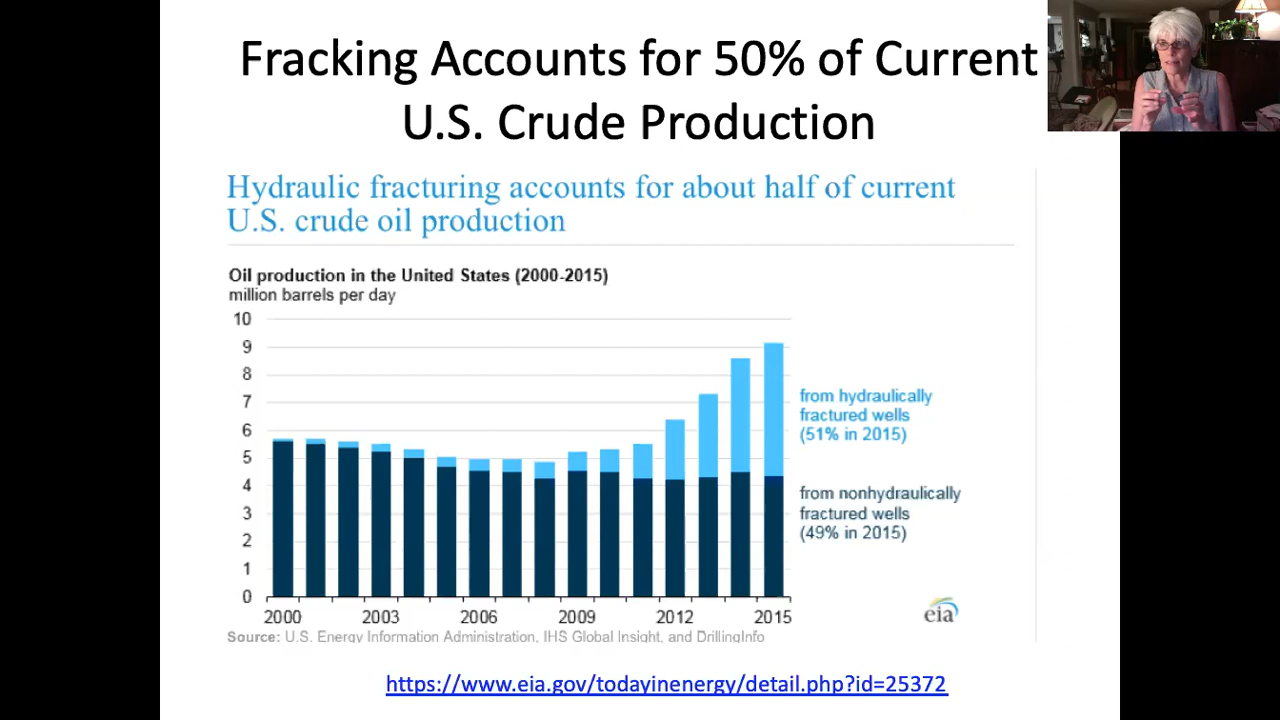 Fracking Accounts for 50% of Current
U.S. Crude Production
Hydraulic fracturing accounts for about half of current
U.S. crude oil production
Oil production in the United States (2000-2015)
million barrels per day
10
9
8
7
6
5
4
3
2
1
0
2000 2003 2006 2009 2012 2015
from hydraulically
fractured wells
(51% in 2015)
from nonhydraulically
fractured wells
(49% in 2015)
eia
Source: U.S. Energy Information Administration, IHS Global Insight, and DrillingInfo
https://www.eia.gov/todayinenergy/detail.php?id=25372